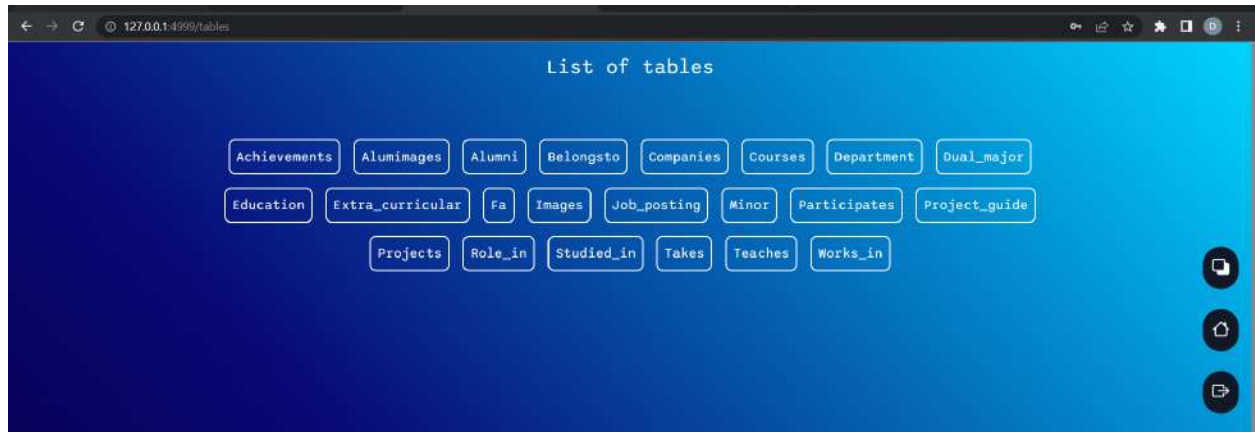 127.0.0.1:4999/tables
D
List of tables
Achievements Alumimages Alumni Belongsto Companies Courses Department Dual_major
Education Extra_curricular Fa Images Job_posting Minor Participates Project_guide
Projects Role_in Studied_in Takes Teaches Works_in